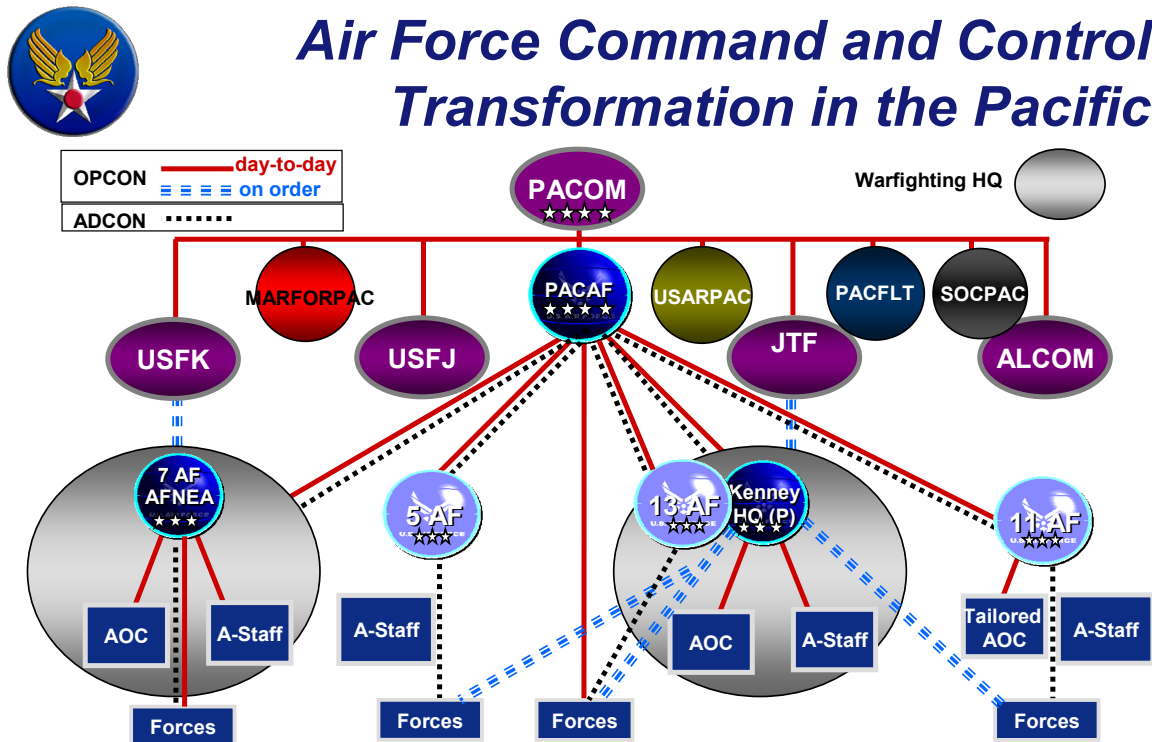 Air Force Command and Control
Transformation in the Pacific
OPCON
day-to-day
on order
ADCON
PACOM
Warfighting HQ
MARFORPAC
PACAF
USARPAC
PACFLT
SOCPAC
USFK
USFJ
JTF
ALCOM
7 AF
AFNEA
U.S. AIR FORCE
5 AF
13 AF
Kenney
HQ (P)
11 AF
AOC
A-Staff
A-Staff
AOC
A-Staff
Tailored
AOC
A-Staff
Forces
Forces
Forces
Forces